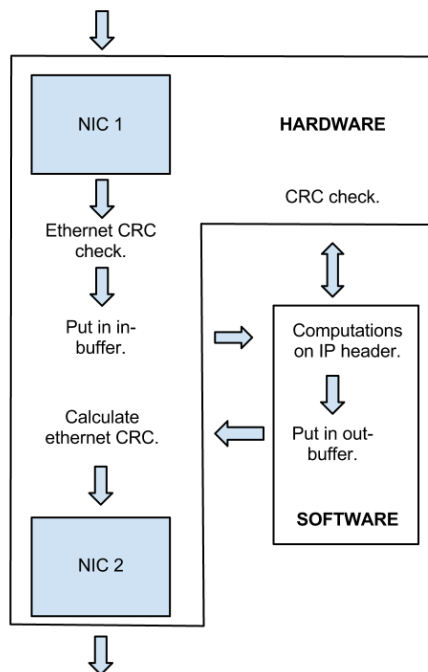 NIC 1
HARDWARE
CRC check.
Ethernet CRC
check.
Put in in-
buffer.
Computations
on IP header.
Calculate
ethernet CRC.
Put in out-
buffer.
SOFTWARE
NIC 2